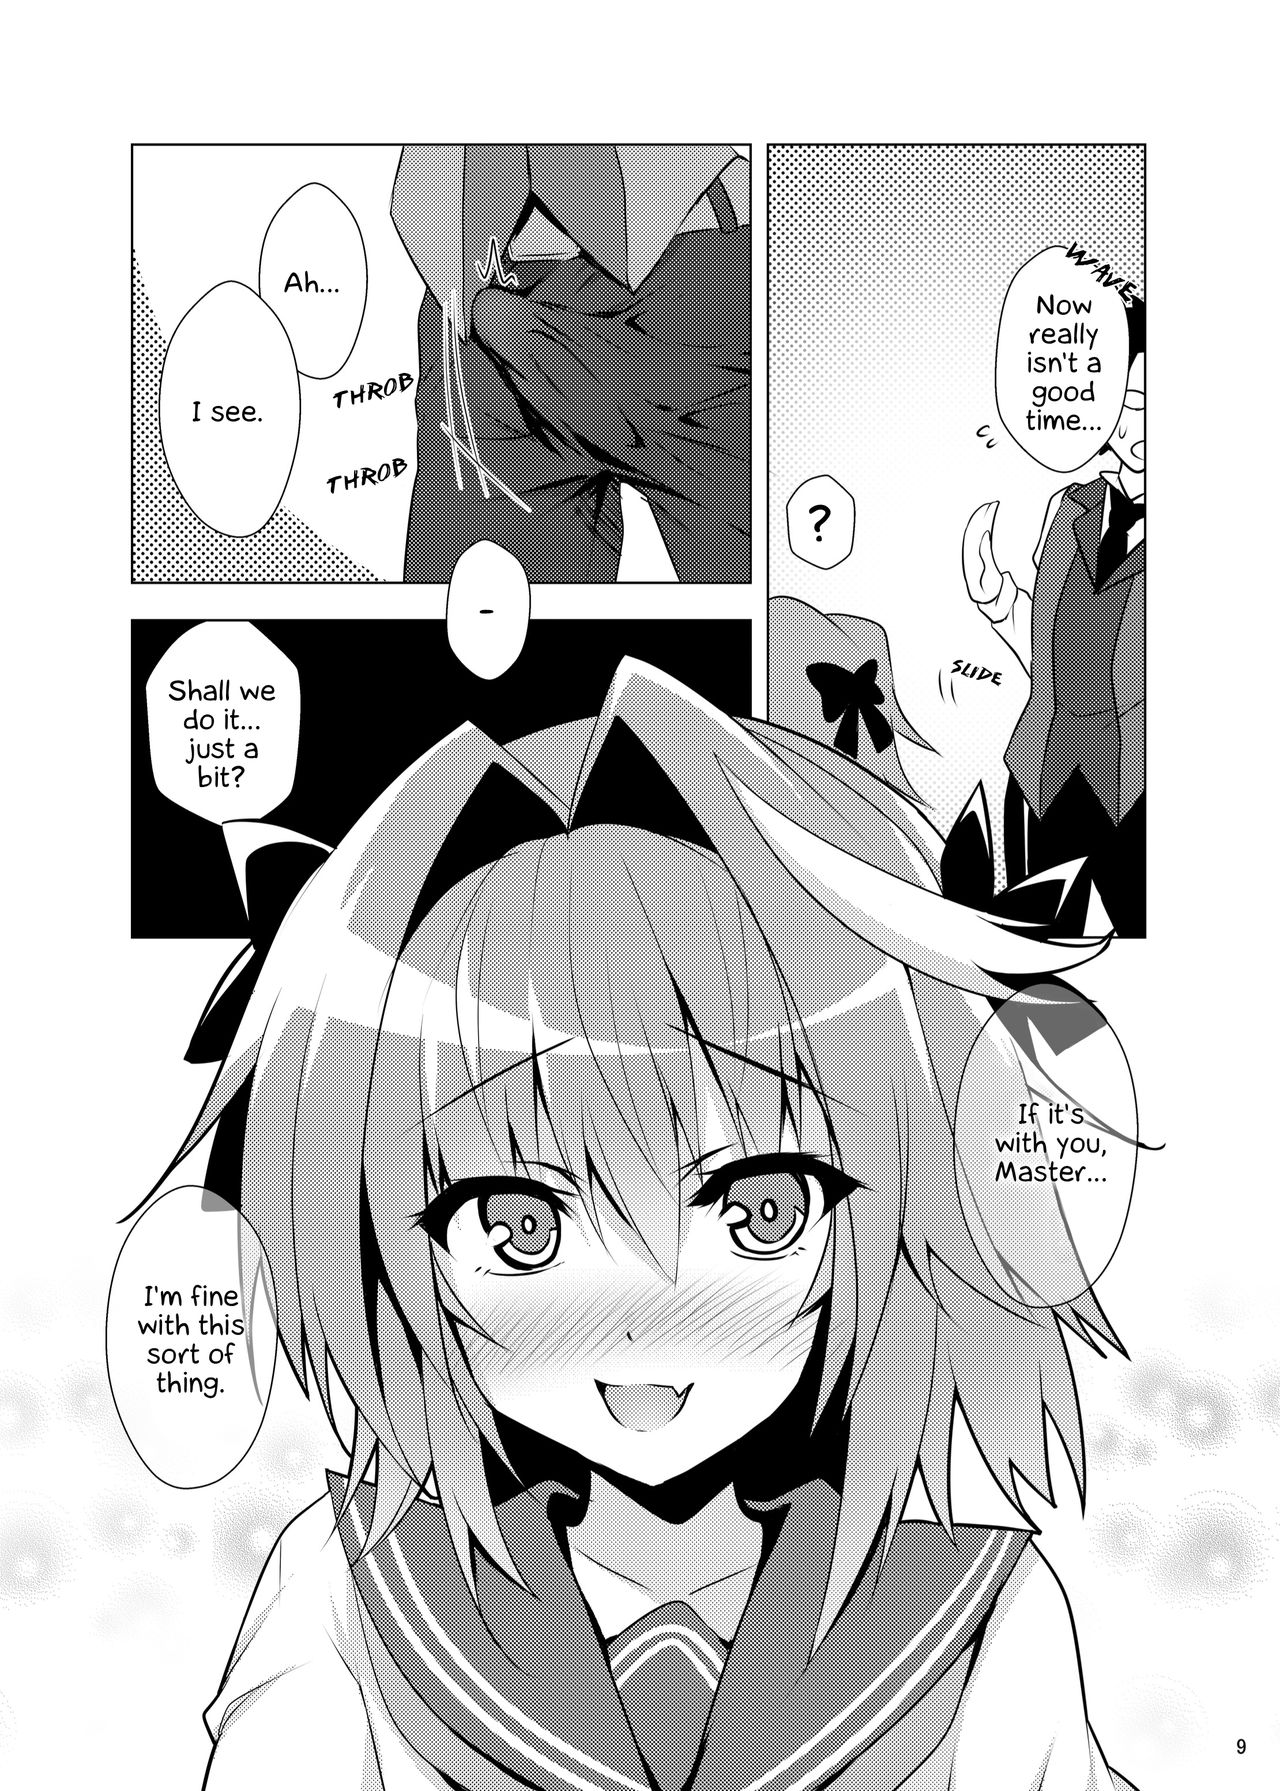 WAVE
Now
really
isn't a
good
time...
?
SLIDE
Ah...
I see.
THROB
THROB
-
Shall we
do it...
just a
bit?
If it's
with you,
Master...
I'm fine
with this
sort of
thing.
9